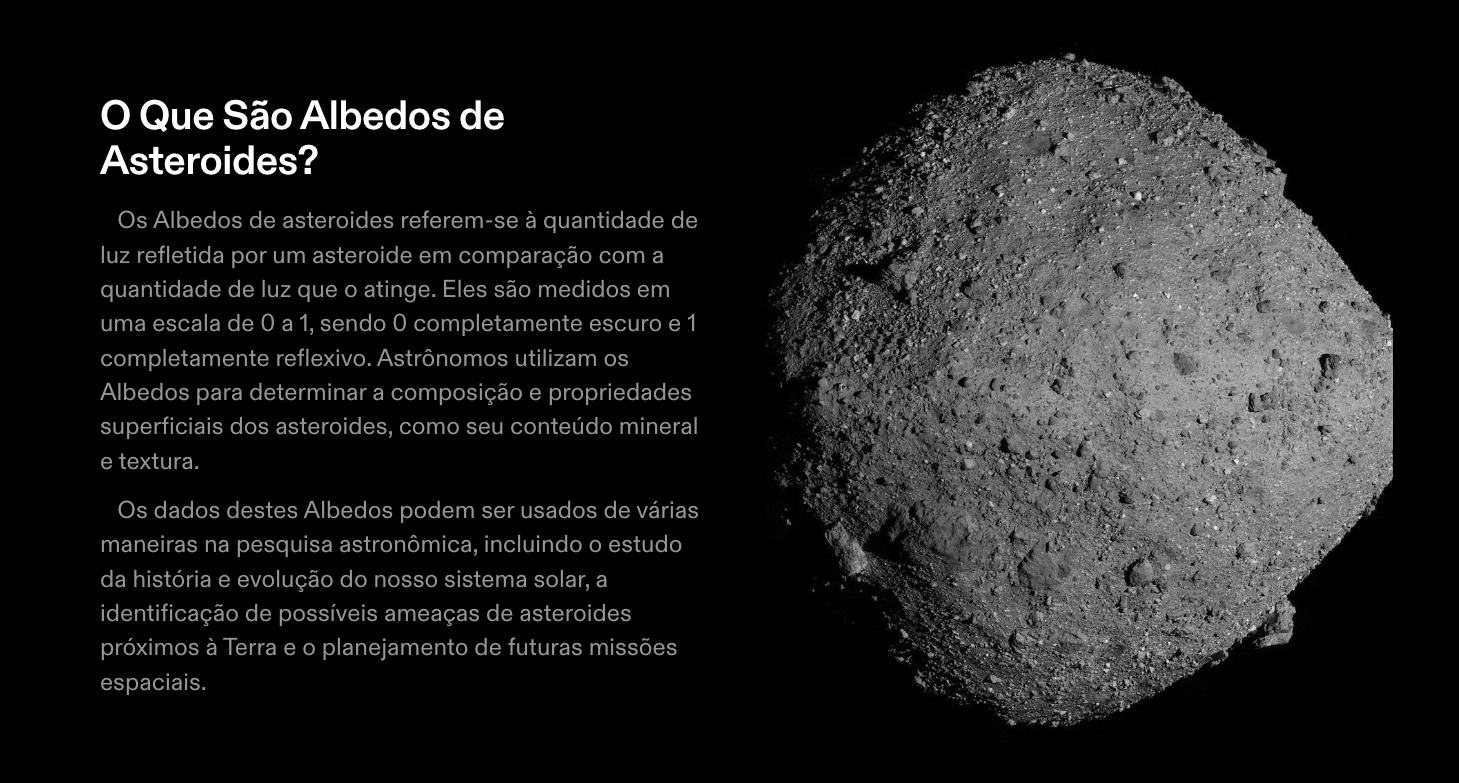 O Que São Albedos de
Asteroides?
Os Albedos de asteroides referem-se à quantidade de
luz refletida por um asteroide em comparação com a
quantidade de luz que o atinge. Eles são medidos em
uma escala de 0 a 1, sendo 0 completamente escuro e 1
completamente reflexivo. Astrônomos utilizam os
Albedos para determinar a composição e propriedades
superficiais dos asteroides, como seu conteúdo mineral
e textura.
Os dados destes Albedos podem ser usados de várias
maneiras na pesquisa astronômica, incluindo o estudo
da história e evolução do nosso sistema solar, a
identificação de possíveis ameaças de asteroides
próximos à Terra e o planejamento de futuras missões
espaciais.